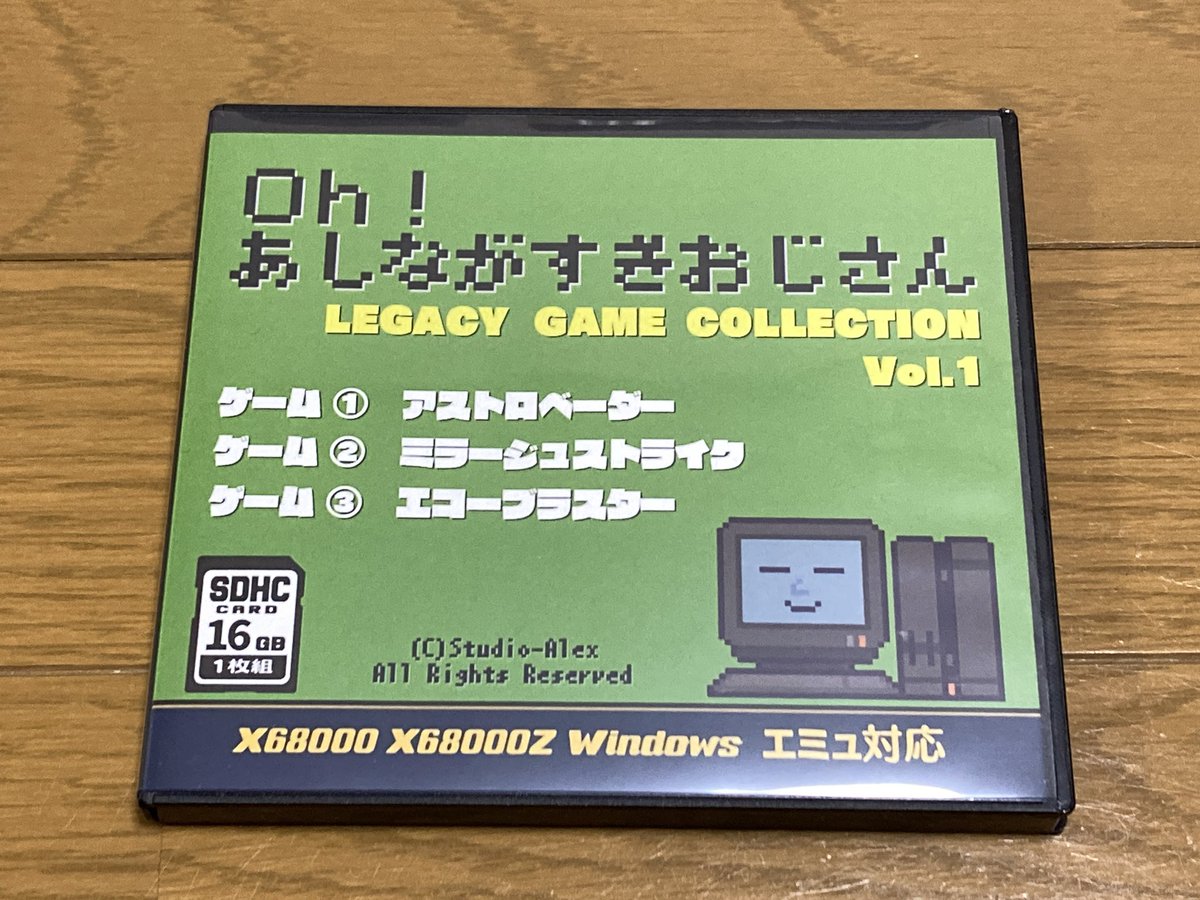 Oh！
あしながすきおじさん
LEGACY GAME COLLECTION
Vol.1
ゲーム① アストロベーダー
ゲーム② ミラージュストライク
ゲーム③ エコーブラスター
SDHC
CARD
16GB
1枚組
(C)Studio-Alex
All Rights Reserved
X68000 X68000Z Windows エミュ対応